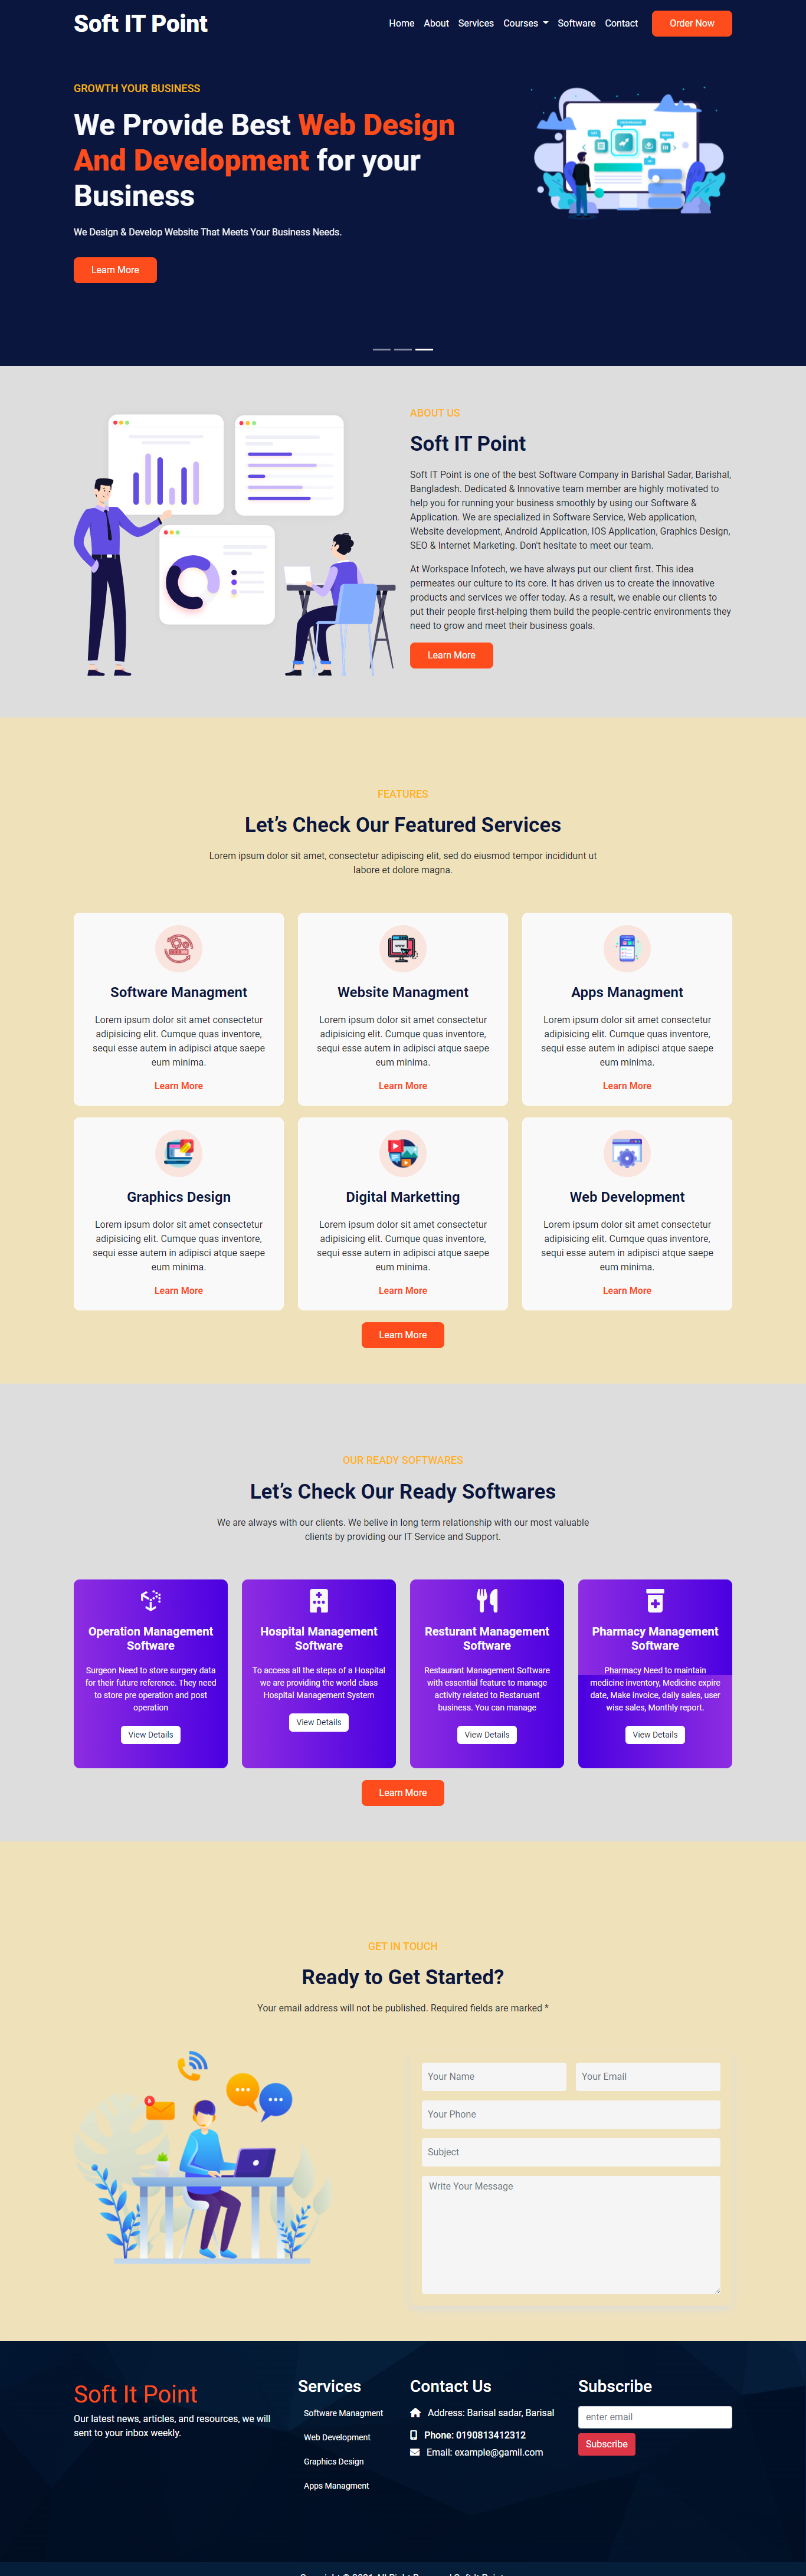 Soft IT Point
Home About Services Courses Software Contact Order Now
GROWTH YOUR BUSINESS
We Provide Best Web Design
And Development for your
Business
We Design & Develop Website That Meets Your Business Needs.
Learn More
ABOUT US
Soft IT Point
Soft IT Point is one of the best Software Company in Barishal Sadar, Barishal,
Bangladesh. Dedicated & Innovative team member are highly motivated to
help you for running your business smoothly by using our Software &
Application. We are specialized in Software Service, Web application,
Website development, Android Application, IOS Application, Graphics Design,
SEO & Internet Marketing. Don't hesitate to meet our team.
At Workspace Infotech, we have always put our client first. This idea
permeates our culture to its core. It has driven us to create the innovative
products and services we offer today. As a result, we enable our clients to
put their people first-helping them build the people-centric environments they
need to grow and meet their business goals.
Learn More
FEATURES
Let's Check Our Featured Services
Lorem ipsum dolor sit amet, consectetur adipiscing elit, sed do eiusmod tempor incididunt ut
labore et dolore magna.
Software Managment
Lorem ipsum dolor sit amet consectetur
adipisicing elit. Cumque quas inventore,
sequi esse autem in adipisci atque saepe
eum minima.
Learn More
Website Managment
Lorem ipsum dolor sit amet consectetur
adipisicing elit. Cumque quas inventore,
sequi esse autem in adipisci atque saepe
eum minima.
Learn More
Apps Managment
Lorem ipsum dolor sit amet consectetur
adipisicing elit. Cumque quas inventore,
sequi esse autem in adipisci atque saepe
eum minima.
Learn More
Graphics Design
Lorem ipsum dolor sit amet consectetur
adipisicing elit. Cumque quas inventore,
sequi esse autem in adipisci atque saepe
eum minima.
Learn More
Digital Marketting
Lorem ipsum dolor sit amet consectetur
adipisicing elit. Cumque quas inventore,
sequi esse autem in adipisci atque saepe
eum minima.
Learn More
Web Development
Lorem ipsum dolor sit amet consectetur
adipisicing elit. Cumque quas inventore,
sequi esse autem in adipisci atque saepe
eum minima.
Learn More
Learn More
OUR READY SOFTWARES
Let's Check Our Ready Softwares
We are always with our clients. We belive in long term relationship with our most valuable
clients by providing our IT Service and Support.
Operation Management
Software
Surgeon Need to store surgery data
for their future reference. They need
to store pre operation and post
operation
View Details
Hospital Management
Software
To access all the steps of a Hospital
we are providing the world class
Hospital Management System
View Details
Resturant Management
Software
Restaurant Management Software
with essential feature to manage
activity related to Restaruant
business. You can manage
View Details
Pharmacy Management
Software
Pharmacy Need to maintain
medicine inventory, Medicine expire
date, Make invoice, daily sales, user
wise sales, Monthly report.
View Details
Learn More
GET IN TOUCH
Ready to Get Started?
Your email address will not be published. Required fields are marked *
Your Name
Your Email
Your Phone
Subject
Write Your Message
Soft It Point
Our latest news, articles, and resources, we will
sent to your inbox weekly.
Services
Software Managment
Web Development
Graphics Design
Apps Managment
Contact Us
Address: Barisal sadar, Barisal
Phone: 0190813412312
Email: example@gamil.com
Subscribe
enter email
Subscribe